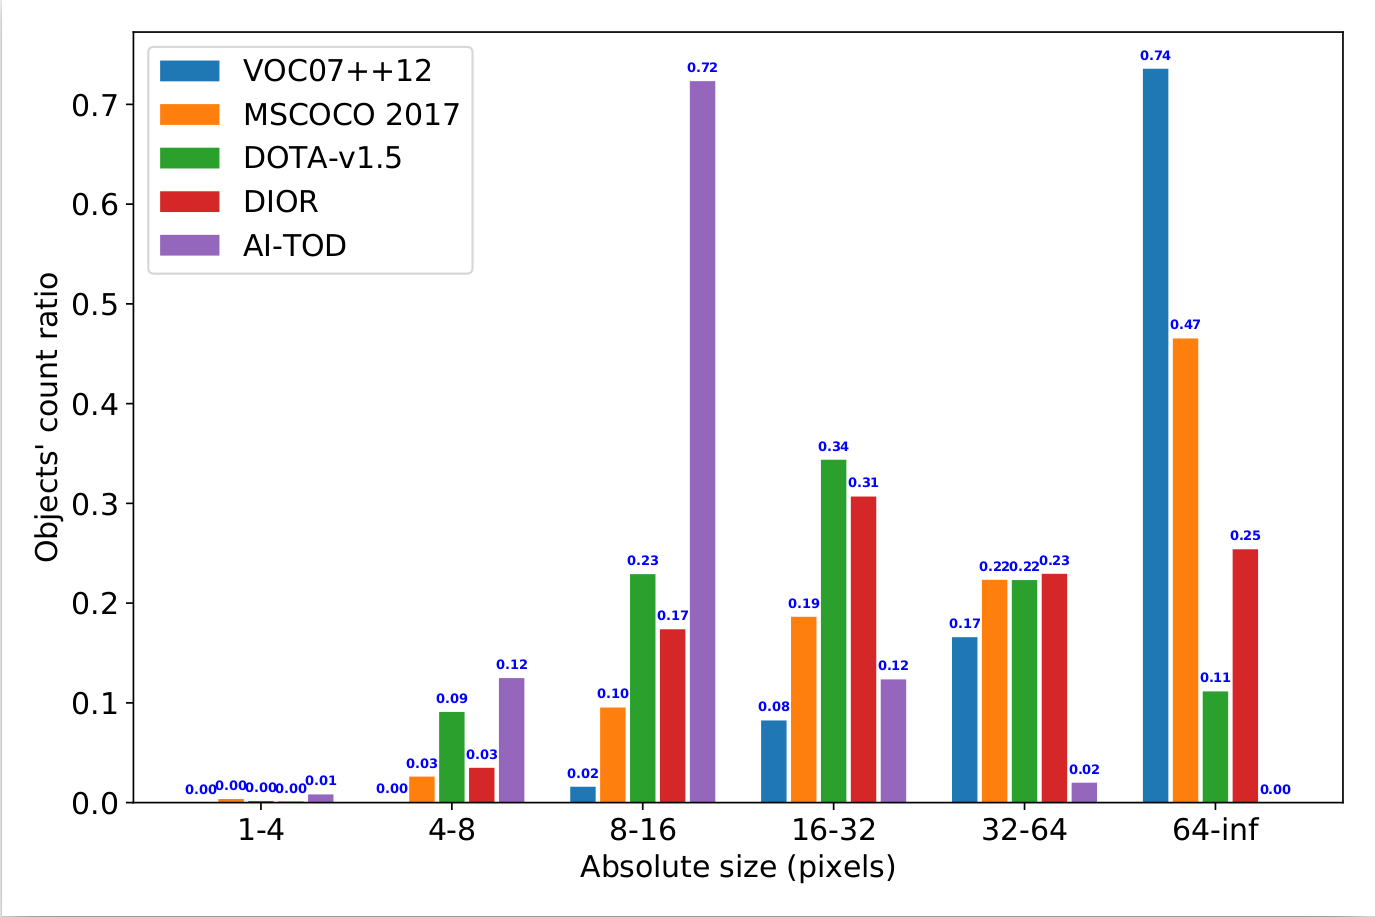 VOC07++12
MSCOCO 2017
DOTA-v1.5
DIOR
AI-TOD
Objects' count ratio
0.7
0.6
0.5
0.4
0.3
0.2
0.1
0.0
0.00 0.00 0.00 0.00 0.01
0.00 0.03 0.09 0.03 0.12
0.02 0.10 0.23 0.17 0.72
0.08 0.19 0.34 0.31 0.12
0.17 0.22 0.22 0.23 0.02
0.74 0.47 0.11 0.25 0.00
1-4 4-8 8-16 16-32 32-64 64-inf
Absolute size (pixels)